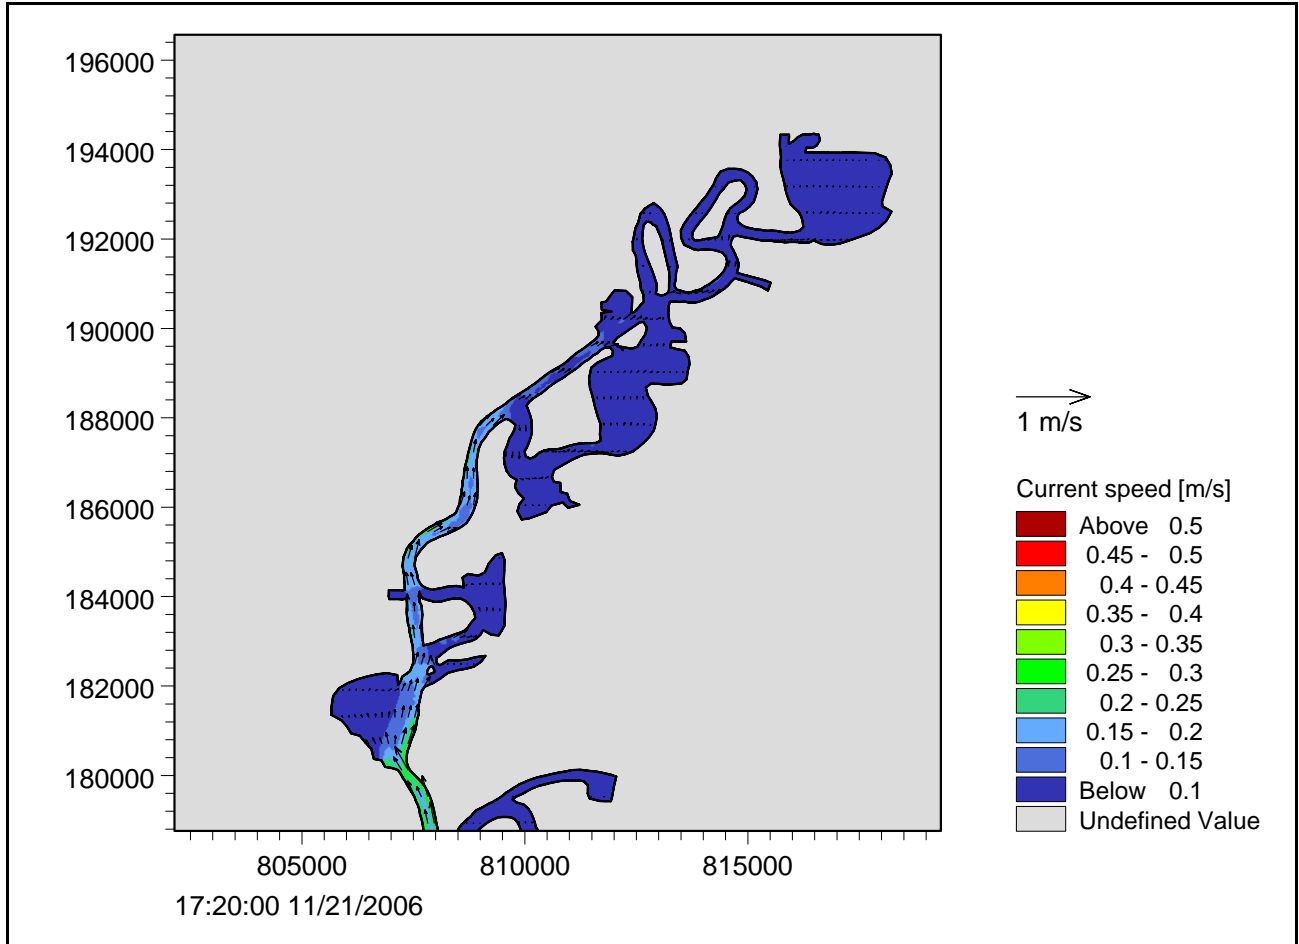 196000
194000
192000
190000
188000
186000
184000
182000
180000
805000 810000 815000
17:20:00 11/21/2006
1 m/s
Current speed [m/s]
Above 0.5
0.45 - 0.5
0.4 - 0.45
0.35 - 0.4
0.3 - 0.35
0.25 - 0.3
0.2 - 0.25
0.15 - 0.2
0.1 - 0.15
Below 0.1
Undefined Value